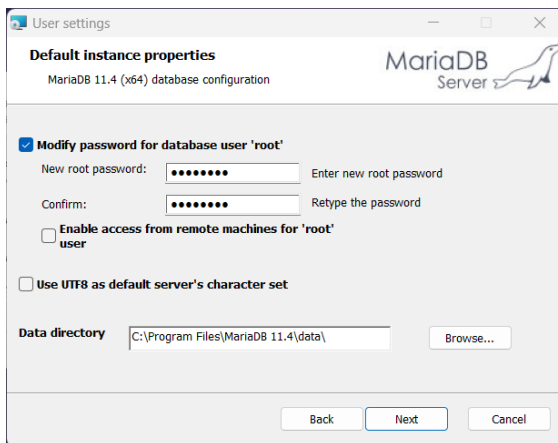 User settings
Default instance properties
MariaDB 11.4 (x64) database configuration
MariaDB
Server
Modify password for database user 'root'
New root password: •••••••• Enter new root password
Confirm: •••••••• Retype the password
Enable access from remote machines for 'root'
user
Use UTF8 as default server's character set
Data directory C:\Program Files\MariaDB 11.4\data\ Browse...
Back Next Cancel